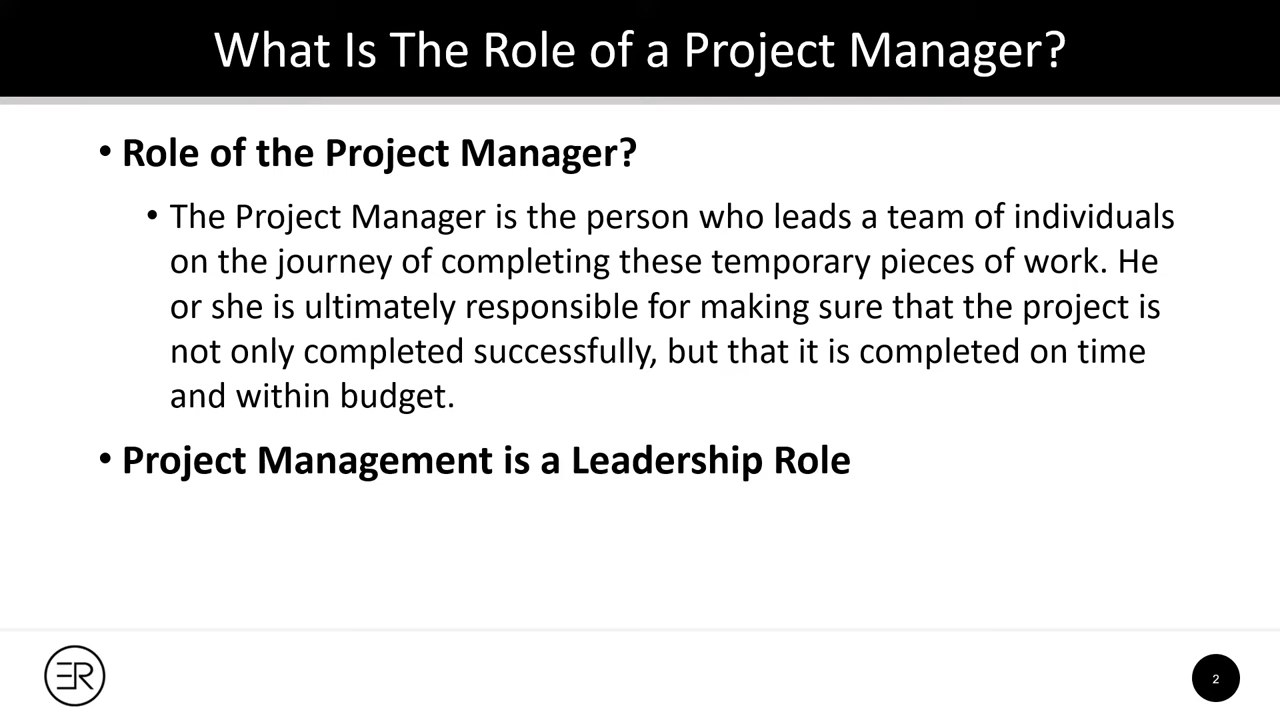 What Is The Role of a Project Manager?
• Role of the Project Manager?
• The Project Manager is the person who leads a team of individuals
on the journey of completing these temporary pieces of work. He
or she is ultimately responsible for making sure that the project is
not only completed successfully, but that it is completed on time
and within budget.
• Project Management is a Leadership Role
ER
2